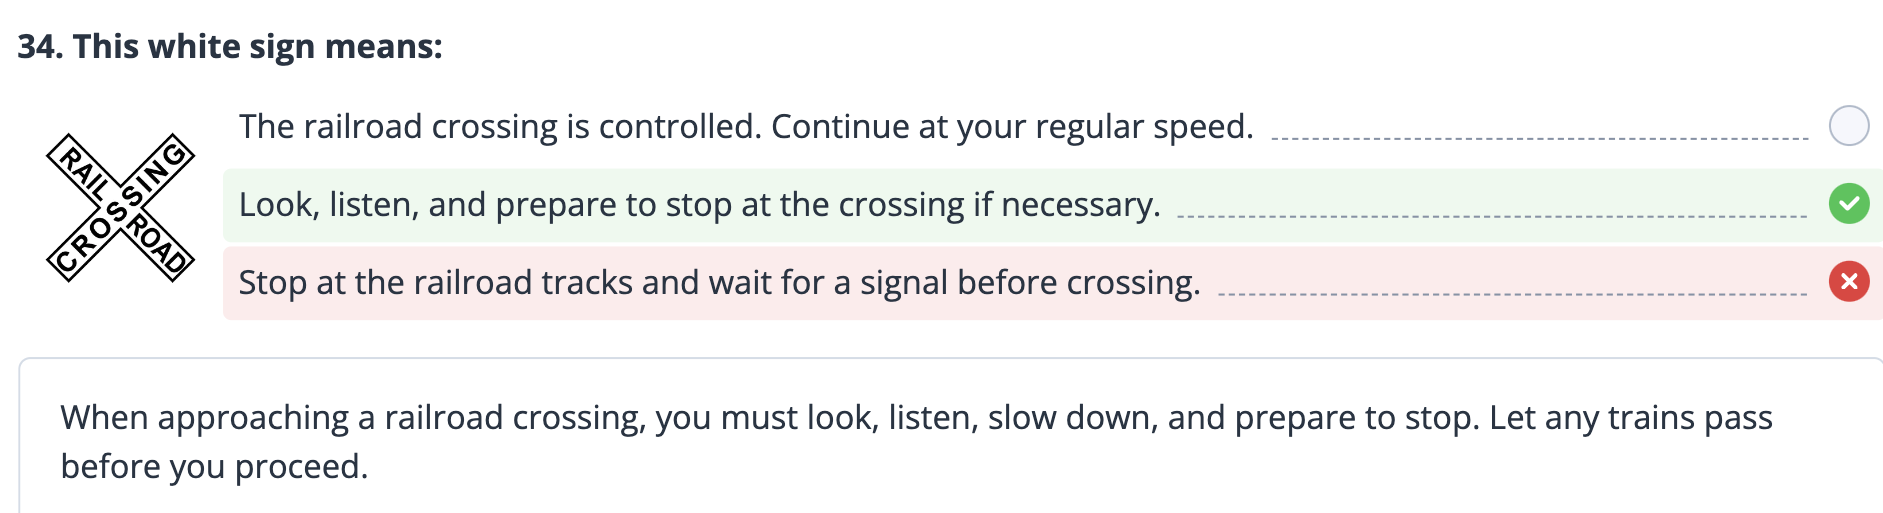 34. This white sign means:
RAIL ROAD
CROSSING
The railroad crossing is controlled. Continue at your regular speed.
Look, listen, and prepare to stop at the crossing if necessary.
Stop at the railroad tracks and wait for a signal before crossing.
When approaching a railroad crossing, you must look, listen, slow down, and prepare to stop. Let any trains pass
before you proceed.